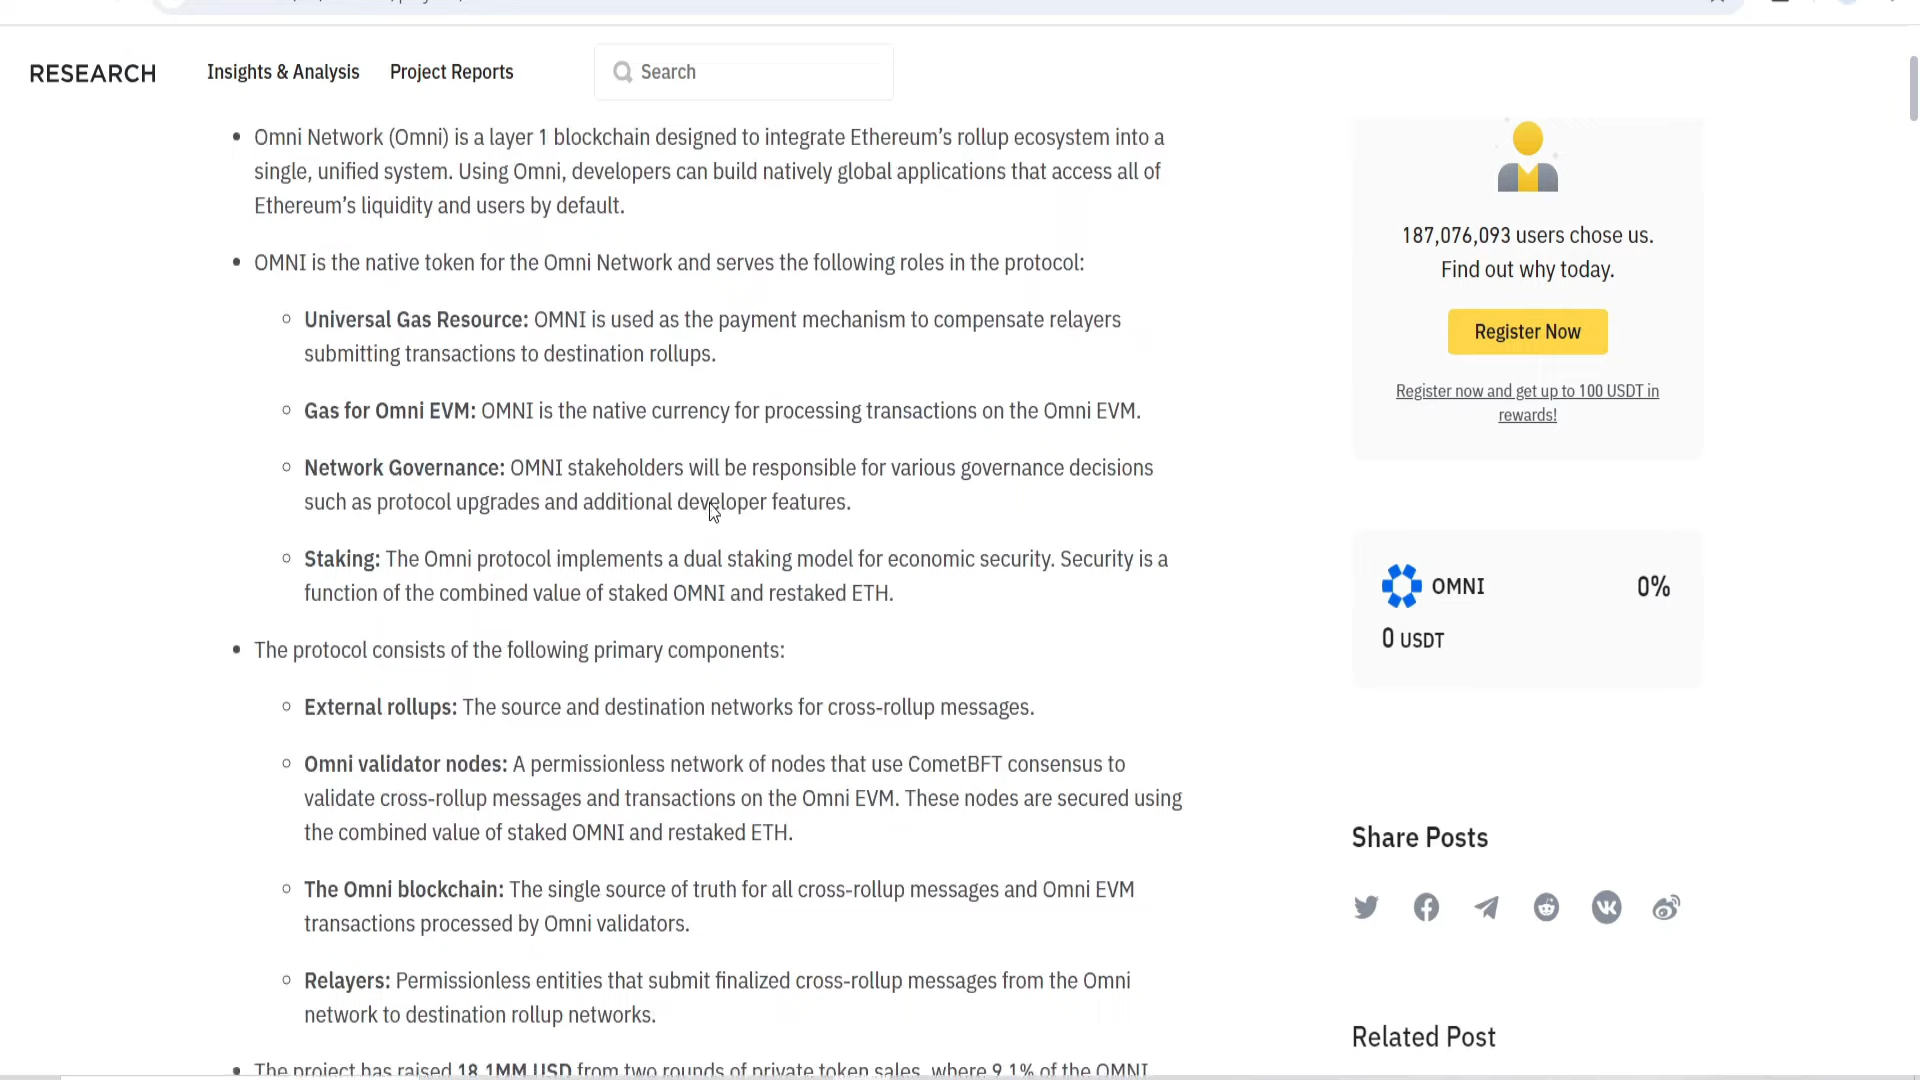 RESEARCH
Insights & Analysis
Project Reports
Search
• Omni Network (Omni) is a layer 1 blockchain designed to integrate Ethereum’s rollup ecosystem into a
single, unified system. Using Omni, developers can build natively global applications that access all of
Ethereum’s liquidity and users by default.
• OMNI is the native token for the Omni Network and serves the following roles in the protocol:
○ Universal Gas Resource: OMNI is used as the payment mechanism to compensate relayers
submitting transactions to destination rollups.
○ Gas for Omni EVM: OMNI is the native currency for processing transactions on the Omni EVM.
○ Network Governance: OMNI stakeholders will be responsible for various governance decisions
such as protocol upgrades and additional developer features.
○ Staking: The Omni protocol implements a dual staking model for economic security. Security is a
function of the combined value of staked OMNI and restaked ETH.
• The protocol consists of the following primary components:
○ External rollups: The source and destination networks for cross-rollup messages.
○ Omni validator nodes: A permissionless network of nodes that use CometBFT consensus to
validate cross-rollup messages and transactions on the Omni EVM. These nodes are secured using
the combined value of staked OMNI and restaked ETH.
○ The Omni blockchain: The single source of truth for all cross-rollup messages and Omni EVM
transactions processed by Omni validators.
○ Relayers: Permissionless entities that submit finalized cross-rollup messages from the Omni
network to destination rollup networks.
• The project has raised 18.1MM USD from two rounds of private token sales, where 9.1% of the OMNI
187,076,093 users chose us.
Find out why today.
Register Now
Register now and get up to 100 USDT in
rewards!
OMNI 0%
0 USDT
Share Posts
Related Post